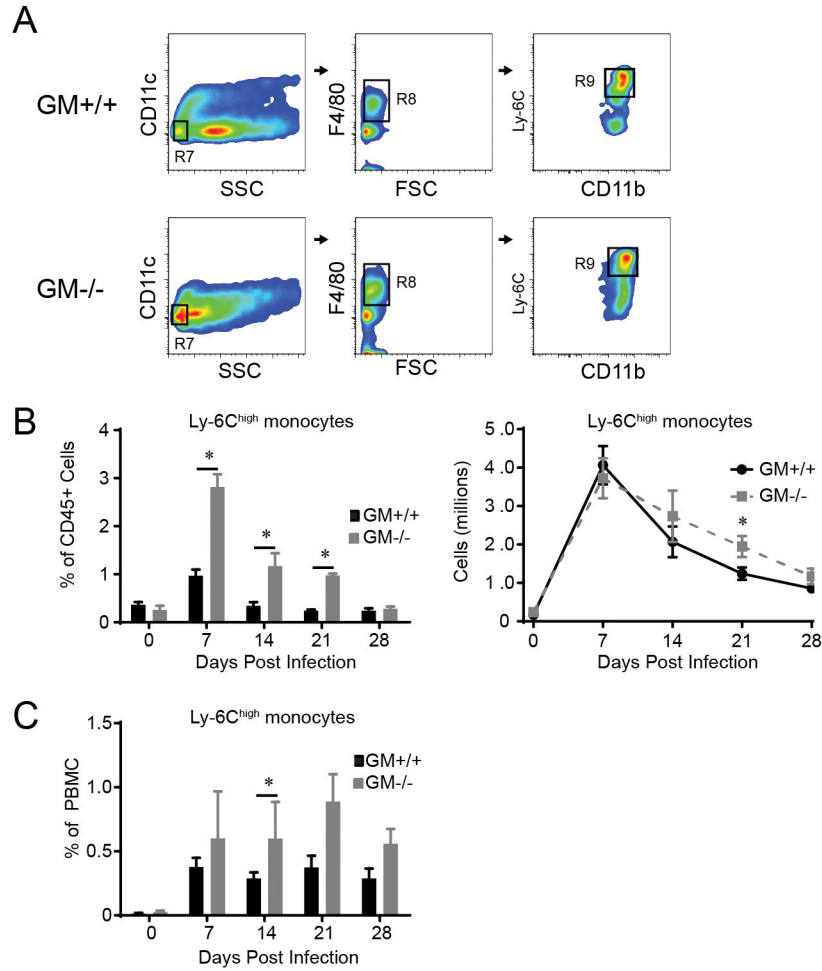 A
GM+/+
CD11c
R7
SSC
F4/80
R8
FSC
Ly-6C
R9
CD11b
GM-/-
CD11c
R7
SSC
F4/80
R8
FSC
Ly-6C
R9
CD11b
B
Ly-6Chigh monocytes
% of CD45+ Cells
4
3
2
1
0
*
*
*
GM+/+
GM-/-
0 7 14 21 28
Days Post Infection
Ly-6Chigh monocytes
Cells (millions)
5.0
4.0
3.0
2.0
1.0
0
GM+/+
GM-/-
*
0 7 14 21 28
Days Post Infection
C
Ly-6Chigh monocytes
% of PBMC
1.5
1.0
0.5
0
*
GM+/+
GM-/-
0 7 14 21 28
Days Post Infection